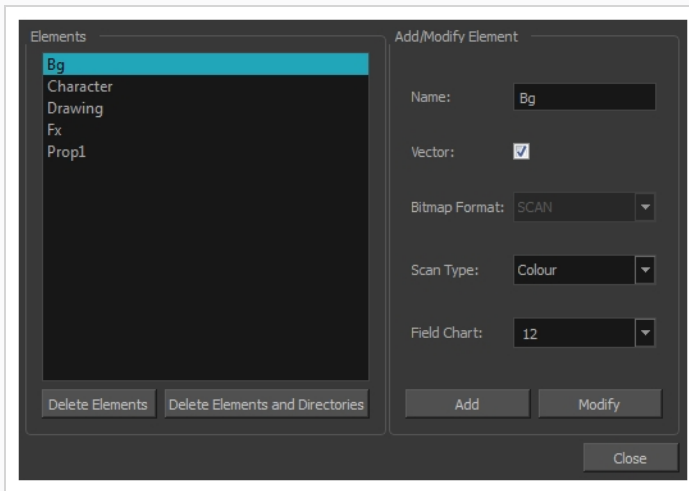 Elements
Bg
Character
Drawing
Fx
Prop1
Delete Elements
Delete Elements and Directories
Add/Modify Element
Name: Bg
Vector:
Bitmap Format: SCAN
Scan Type: Colour
Field Chart: 12
Add Modify
Close